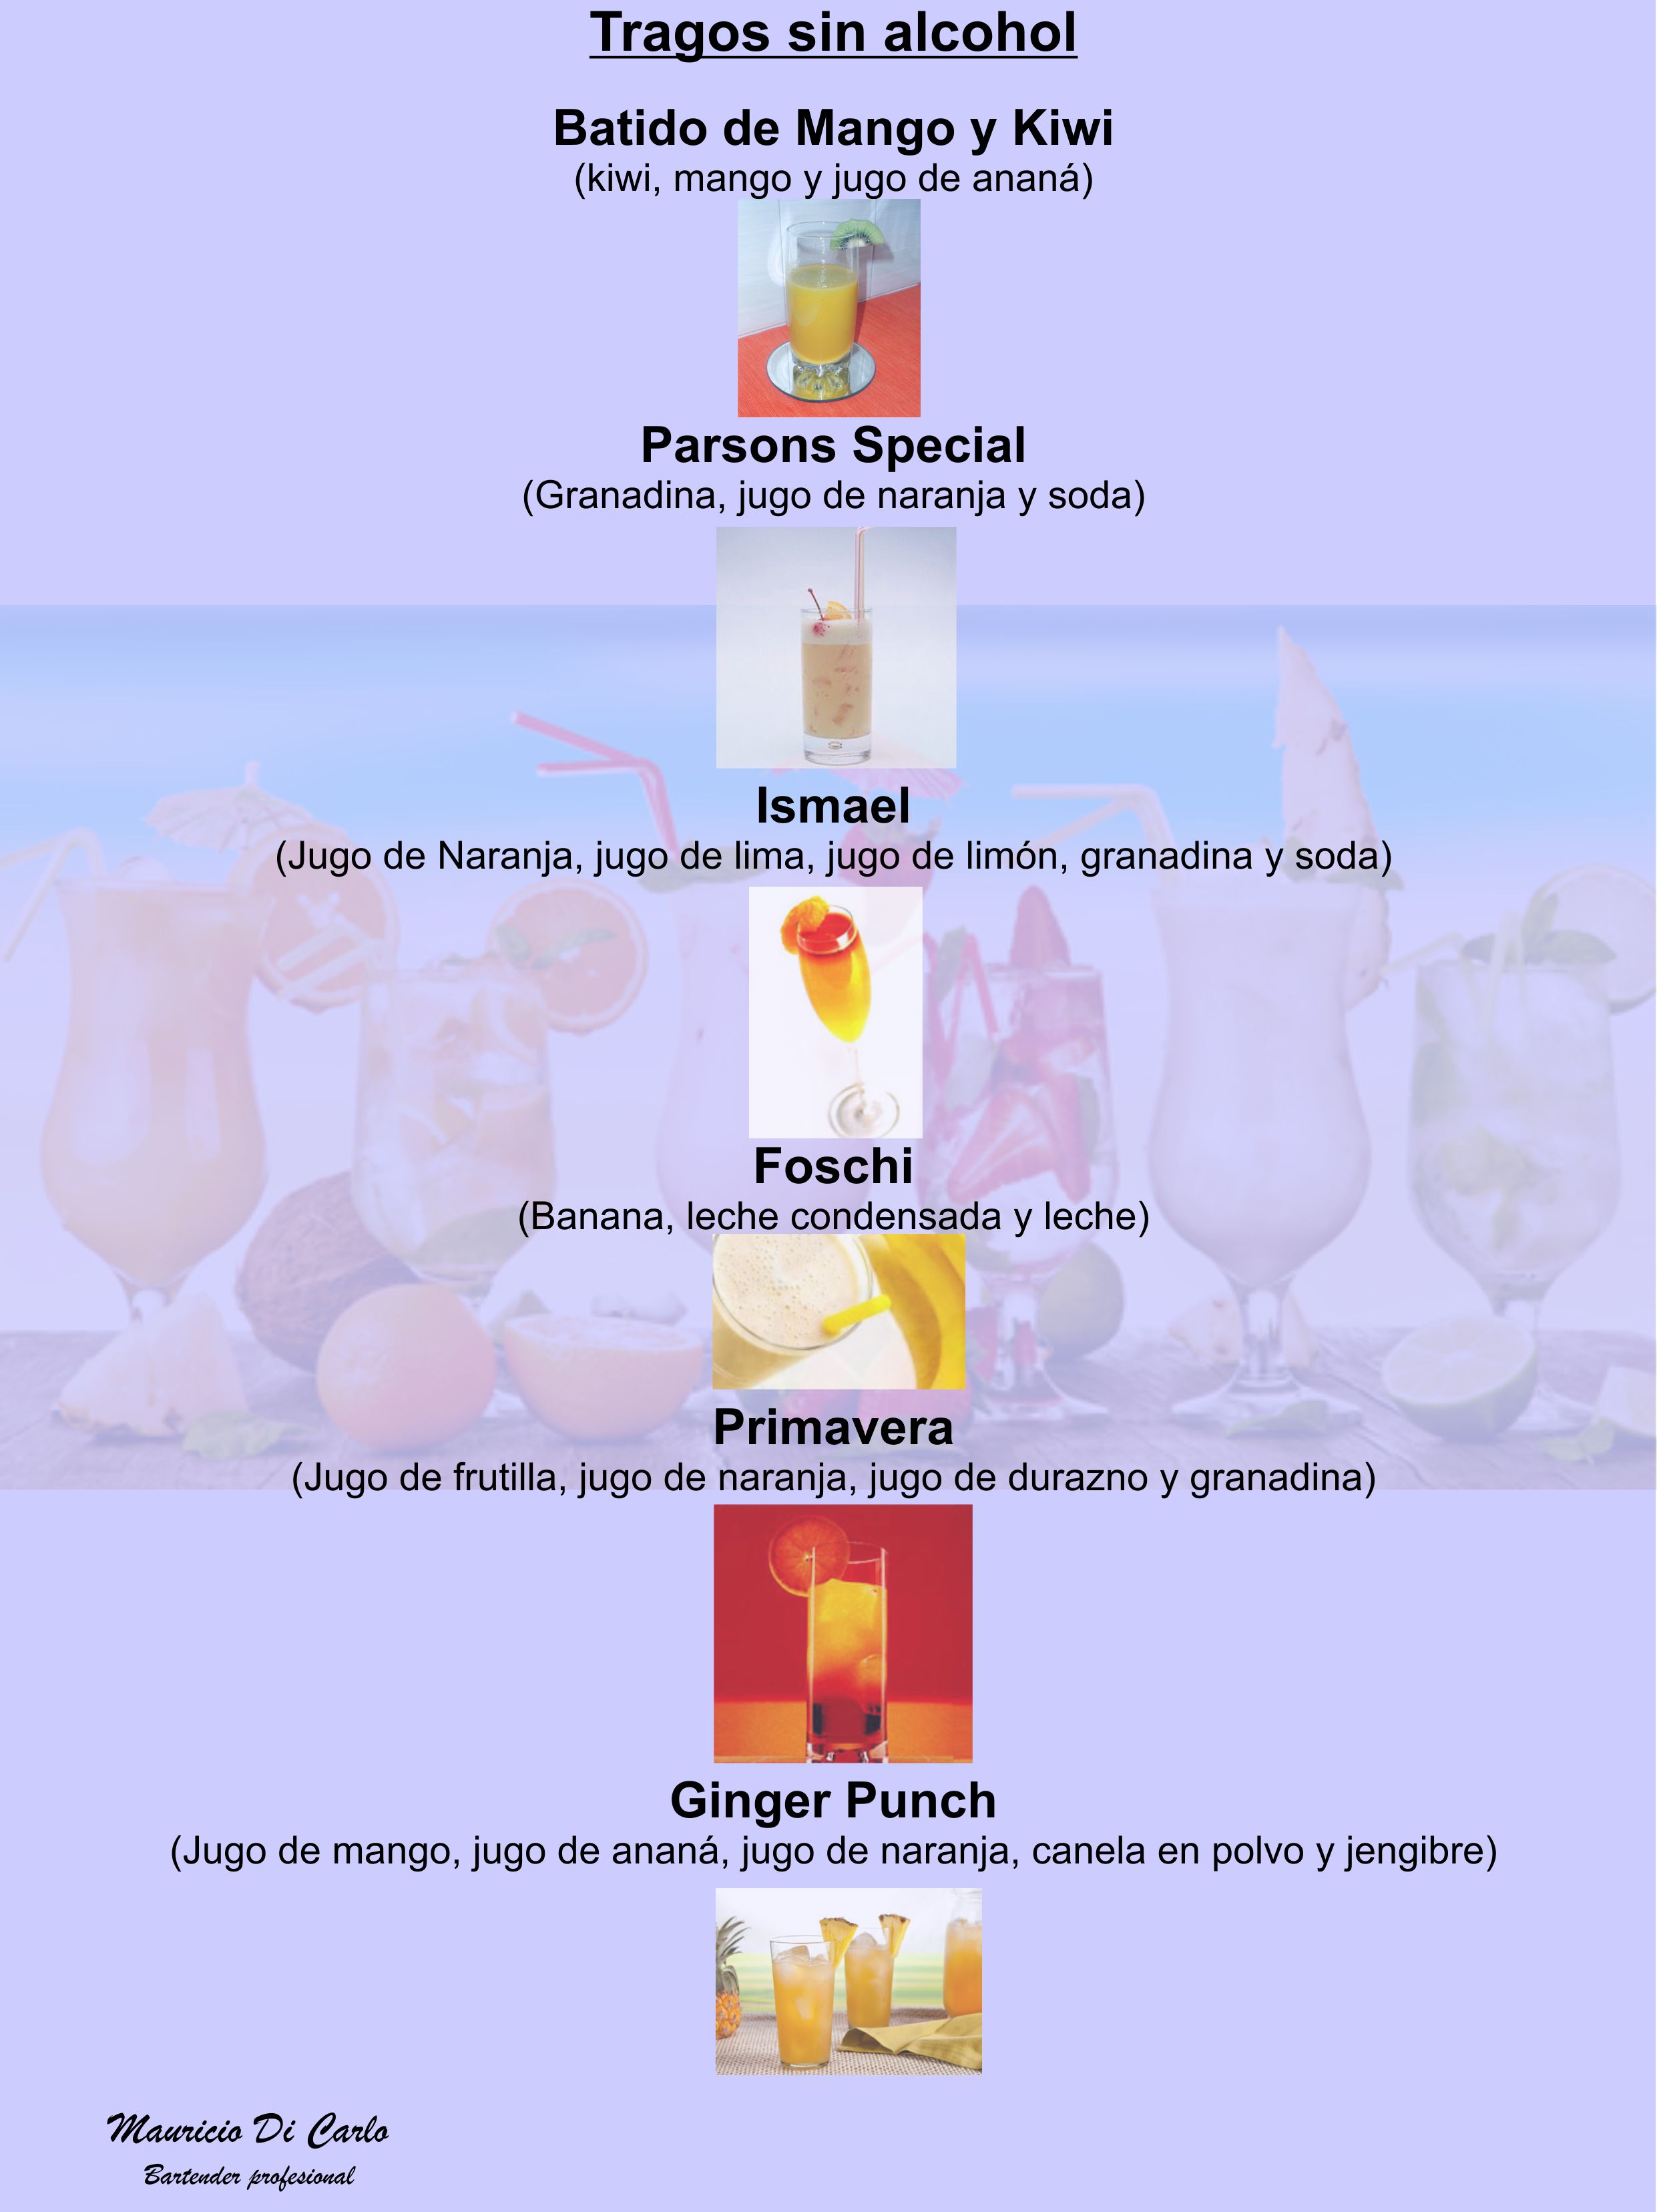 Tragos sin alcohol
Batido de Mango y Kiwi
(kiwi, mango y jugo de ananá)
Parsons Special
(Granadina, jugo de naranja y soda)
Ismael
(Jugo de Naranja, jugo de lima, jugo de limón, granadina y soda)
Foschi
(Banana, leche condensada y leche)
Primavera
(Jugo de frutilla, jugo de naranja, jugo de durazno y granadina)
Ginger Punch
(Jugo de mango, jugo de ananá, jugo de naranja, canela en polvo y jengibre)
Mauricio Di Carlo
Bartender profesional